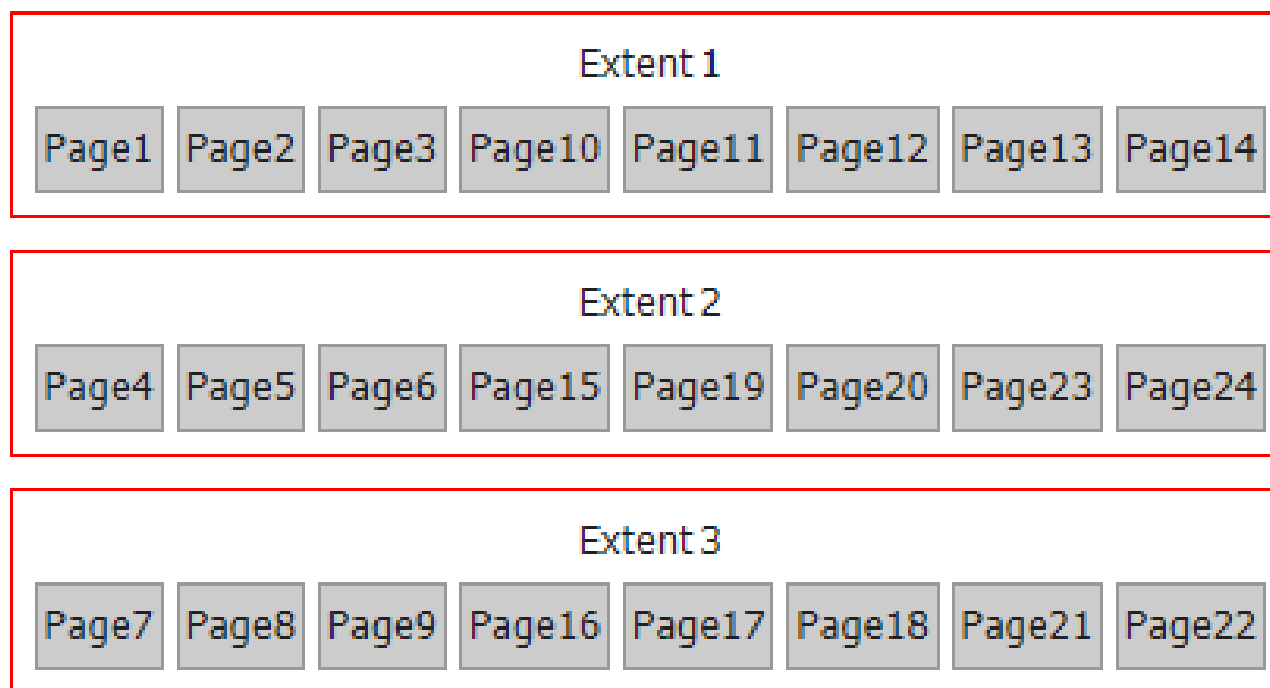 Extent 1
Page1 Page2 Page3 Page10 Page11 Page12 Page13 Page14
Extent 2
Page4 Page5 Page6 Page15 Page19 Page20 Page23 Page24
Extent 3
Page7 Page8 Page9 Page16 Page17 Page18 Page21 Page22